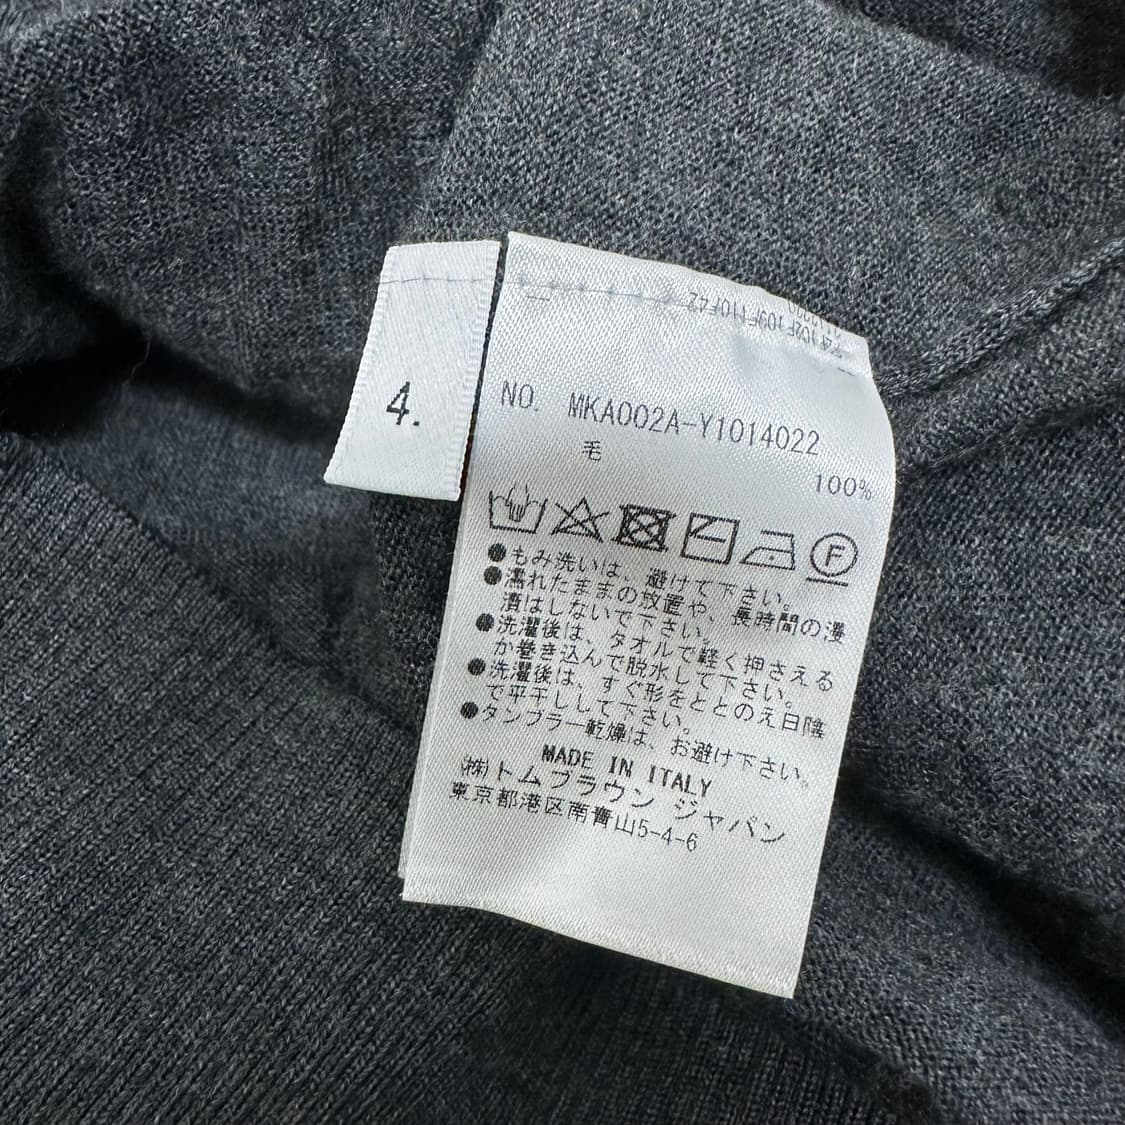 4.
NO. MKA002A-Y1014022
毛
100%
F
●もみ洗いは、避けて下さい。
●濡れたままの放置や、長時間の浸
漬はしないで下さい。
●洗濯後は、タオルで軽く押さえる
か巻き込んで脱水して下さい。
●洗濯後は、すぐ形をととのえ日陰
で平干しして下さい。
●タンブラー乾燥は、お避け下さい。
MADE IN ITALY
㈱トムブラウン ジャパン
東京都港区南青山5-4-6